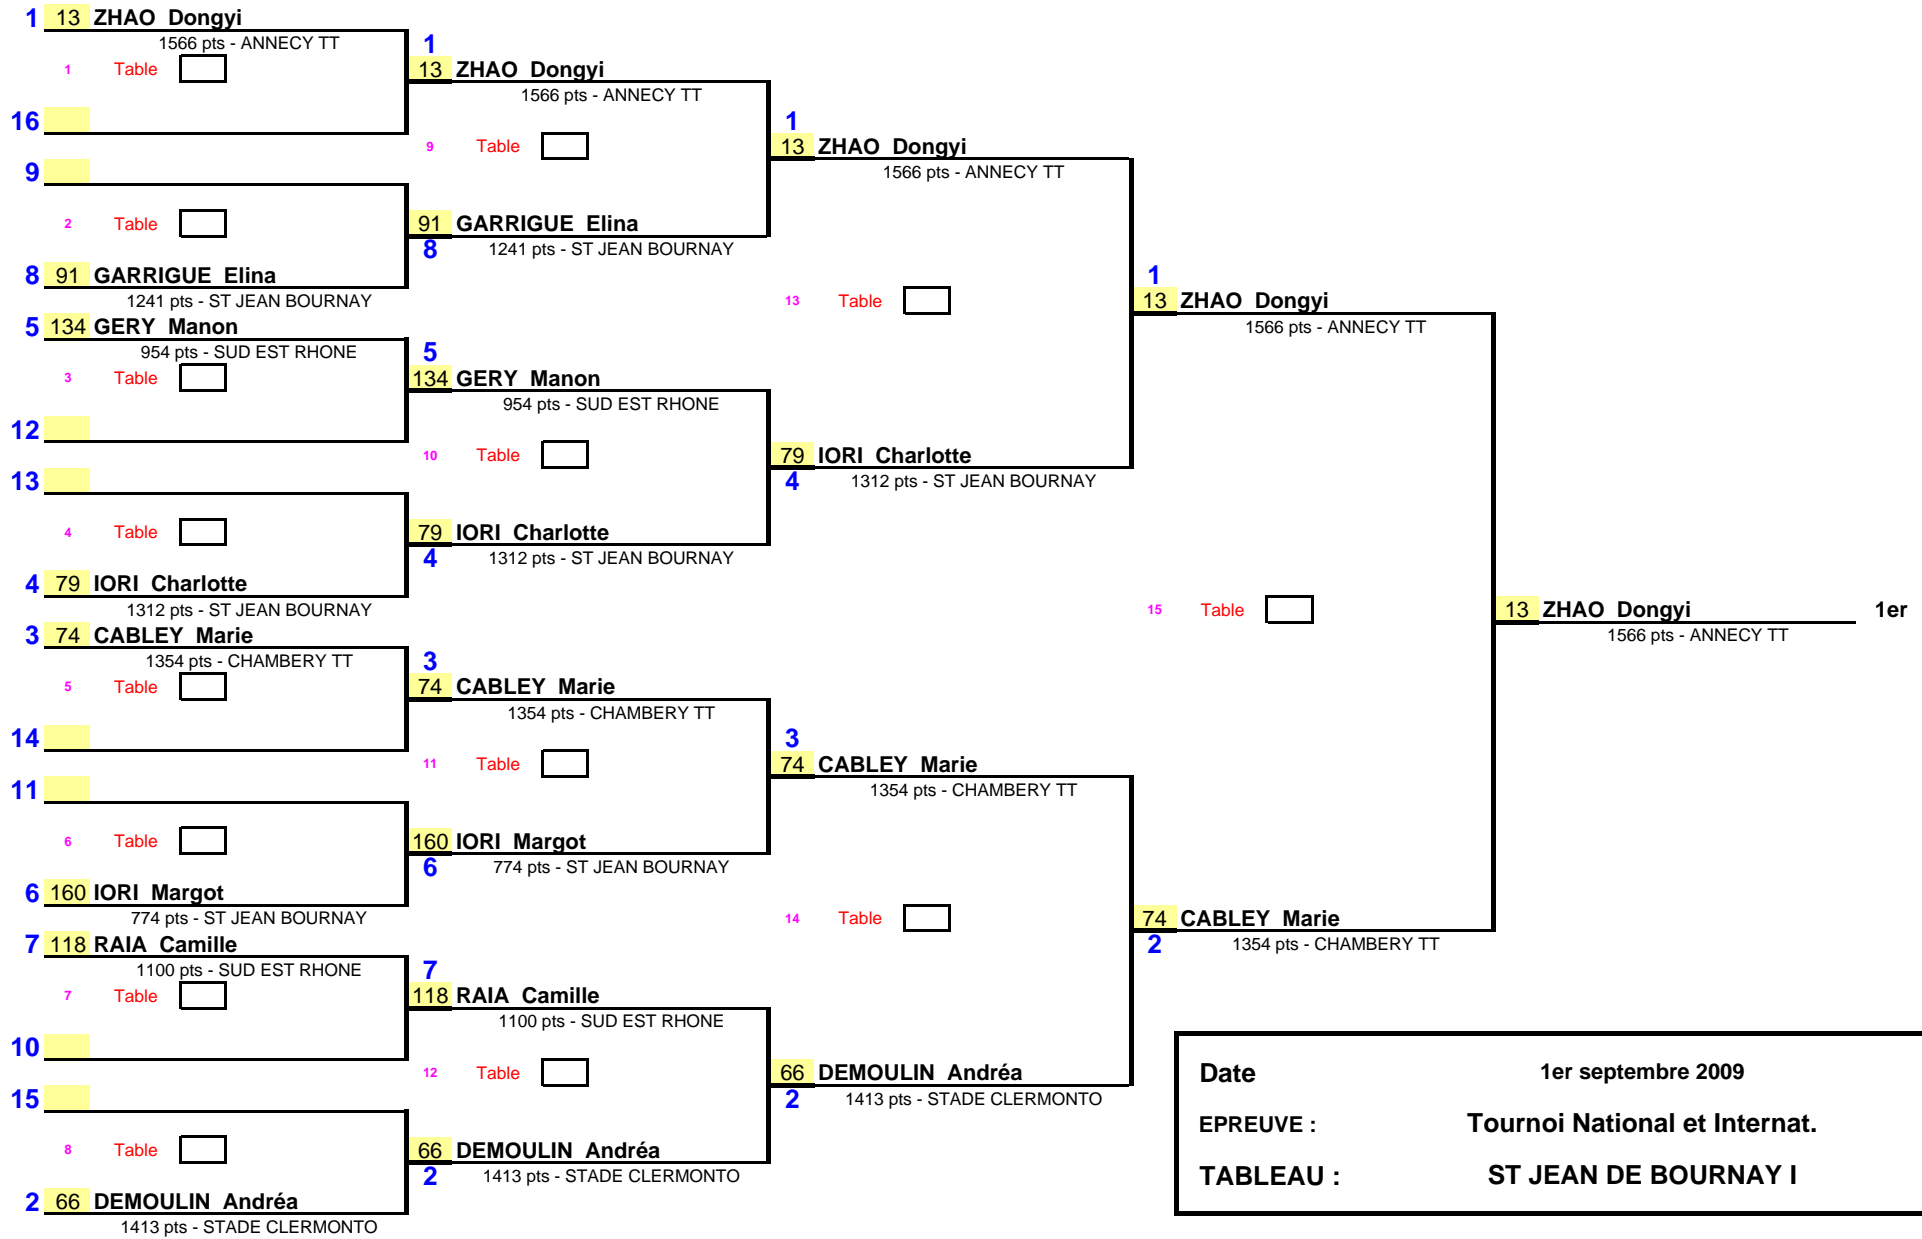 1 13 ZHAO Dongyi
1566 pts - ANNECY TT
1 Table
16
9
2 Table
8 91 GARRIGUE Elina
1241 pts - ST JEAN BOURNAY
5 134 GERY Manon
954 pts - SUD EST RHONE
3 Table
12
13
4 Table
4 79 IORI Charlotte
1312 pts - ST JEAN BOURNAY
3 74 CABLEY Marie
1354 pts - CHAMBERY TT
5 Table
14
11
6 Table
6 160 IORI Margot
774 pts - ST JEAN BOURNAY
7 118 RAIA Camille
1100 pts - SUD EST RHONE
7 Table
10
15
8 Table
2 66 DEMOULIN Andréa
1413 pts - STADE CLERMONTO
1
13 ZHAO Dongyi
1566 pts - ANNECY TT
9 Table
91 GARRIGUE Elina
8 1241 pts - ST JEAN BOURNAY
5
134 GERY Manon
954 pts - SUD EST RHONE
10 Table
79 IORI Charlotte
4 1312 pts - ST JEAN BOURNAY
3
74 CABLEY Marie
1354 pts - CHAMBERY TT
11 Table
160 IORI Margot
6 774 pts - ST JEAN BOURNAY
7
118 RAIA Camille
1100 pts - SUD EST RHONE
12 Table
66 DEMOULIN Andréa
2 1413 pts - STADE CLERMONTO
1
13 ZHAO Dongyi
1566 pts - ANNECY TT
13 Table
79 IORI Charlotte
4 1312 pts - ST JEAN BOURNAY
3
74 CABLEY Marie
1354 pts - CHAMBERY TT
14 Table
66 DEMOULIN Andréa
2 1413 pts - STADE CLERMONTO
1
13 ZHAO Dongyi
1566 pts - ANNECY TT
15 Table
74 CABLEY Marie
2 1354 pts - CHAMBERY TT
13 ZHAO Dongyi 1er
1566 pts - ANNECY TT
Date 1er septembre 2009
EPREUVE : Tournoi National et Internat.
TABLEAU : ST JEAN DE BOURNAY I